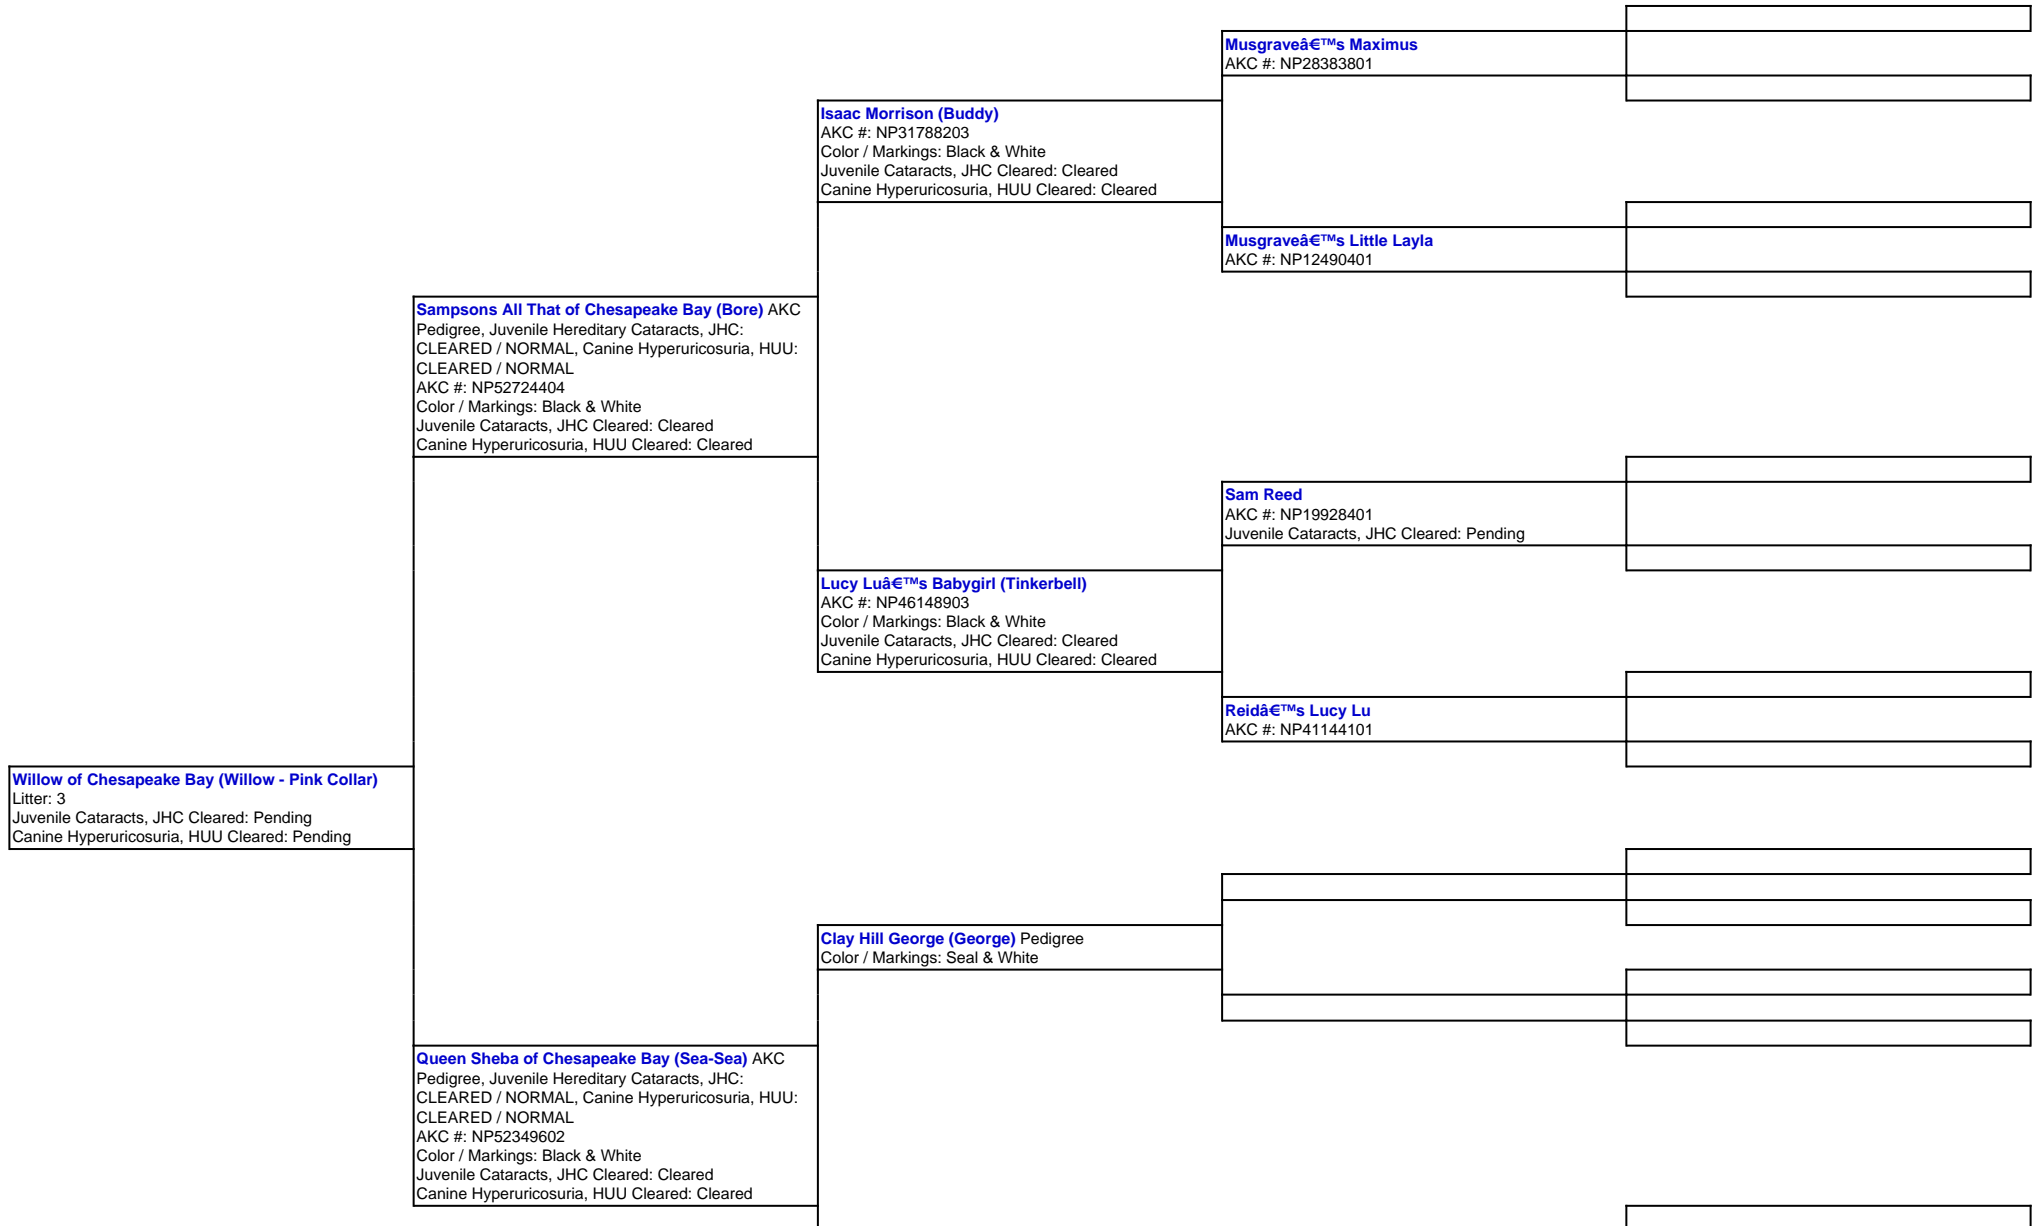 Musgraveâ€™s Maximus
AKC #: NP28383801
Isaac Morrison (Buddy)
AKC #: NP31788203
Color / Markings: Black & White
Juvenile Cataracts, JHC Cleared: Cleared
Canine Hyperuricosuria, HUU Cleared: Cleared
Musgraveâ€™s Little Layla
AKC #: NP12490401
Sampsons All That of Chesapeake Bay (Bore) AKC
Pedigree, Juvenile Hereditary Cataracts, JHC:
CLEARED / NORMAL, Canine Hyperuricosuria, HUU:
CLEARED / NORMAL
AKC #: NP52724404
Color / Markings: Black & White
Juvenile Cataracts, JHC Cleared: Cleared
Canine Hyperuricosuria, HUU Cleared: Cleared
Sam Reed
AKC #: NP19928401
Juvenile Cataracts, JHC Cleared: Pending
Lucy Luâ€™s Babygirl (Tinkerbell)
AKC #: NP46148903
Color / Markings: Black & White
Juvenile Cataracts, JHC Cleared: Cleared
Canine Hyperuricosuria, HUU Cleared: Cleared
Reidâ€™s Lucy Lu
AKC #: NP41144101
Willow of Chesapeake Bay (Willow - Pink Collar)
Litter: 3
Juvenile Cataracts, JHC Cleared: Pending
Canine Hyperuricosuria, HUU Cleared: Pending
Clay Hill George (George) Pedigree
Color / Markings: Seal & White
Queen Sheba of Chesapeake Bay (Sea-Sea) AKC
Pedigree, Juvenile Hereditary Cataracts, JHC:
CLEARED / NORMAL, Canine Hyperuricosuria, HUU:
CLEARED / NORMAL
AKC #: NP52349602
Color / Markings: Black & White
Juvenile Cataracts, JHC Cleared: Cleared
Canine Hyperuricosuria, HUU Cleared: Cleared